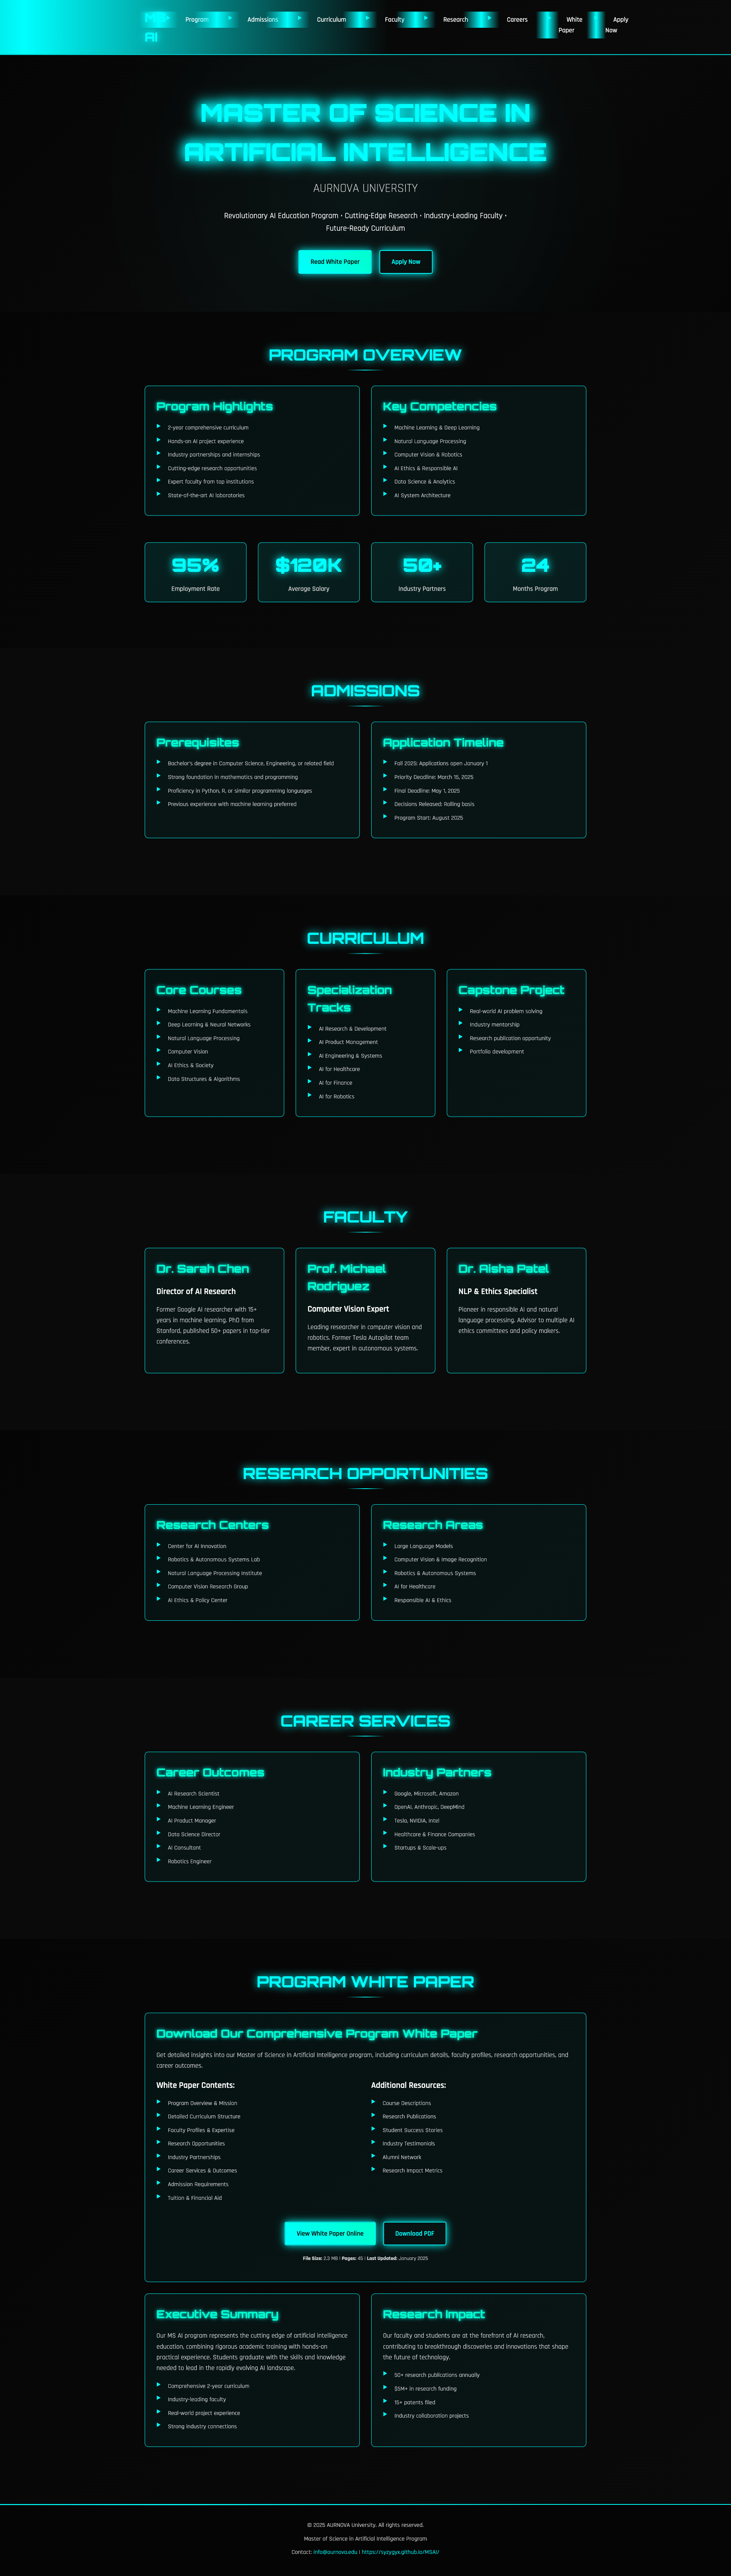 MS
AI
Program
Admissions
Curriculum
Faculty
Research
Careers
White
Paper
Apply
Now
MASTER OF SCIENCE IN
ARTIFICIAL INTELLIGENCE
AURNOVA UNIVERSITY
Revolutionary AI Education Program • Cutting-Edge Research • Industry-Leading Faculty •
Future-Ready Curriculum
Read White Paper
Apply Now
PROGRAM OVERVIEW
Program Highlights
2-year comprehensive curriculum
Hands-on AI project experience
Industry partnerships and internships
Cutting-edge research opportunities
Expert faculty from top institutions
State-of-the-art AI laboratories
Key Competencies
Machine Learning & Deep Learning
Natural Language Processing
Computer Vision & Robotics
AI Ethics & Responsible AI
Data Science & Analytics
AI System Architecture
95%
Employment Rate
$120K
Average Salary
50+
Industry Partners
24
Months Program
ADMISSIONS
Prerequisites
Bachelor's degree in Computer Science, Engineering, or related field
Strong foundation in mathematics and programming
Proficiency in Python, R, or similar programming languages
Previous experience with machine learning preferred
Application Timeline
Fall 2025: Applications open January 1
Priority Deadline: March 15, 2025
Final Deadline: May 1, 2025
Decisions Released: Rolling basis
Program Start: August 2025
CURRICULUM
Core Courses
Machine Learning Fundamentals
Deep Learning & Neural Networks
Natural Language Processing
Computer Vision
AI Ethics & Society
Data Structures & Algorithms
Specialization
Tracks
AI Research & Development
AI Product Management
AI Engineering & Systems
AI for Healthcare
AI for Finance
AI for Robotics
Capstone Project
Real-world AI problem solving
Industry mentorship
Research publication opportunity
Portfolio development
FACULTY
Dr. Sarah Chen
Director of AI Research
Former Google AI researcher with 15+
years in machine learning. PhD from
Stanford, published 50+ papers in top-tier
conferences.
Prof. Michael
Rodriguez
Computer Vision Expert
Leading researcher in computer vision and
robotics. Former Tesla Autopilot team
member, expert in autonomous systems.
Dr. Aisha Patel
NLP & Ethics Specialist
Pioneer in responsible AI and natural
language processing. Advisor to multiple AI
ethics committees and policy makers.
RESEARCH OPPORTUNITIES
Research Centers
Center for AI Innovation
Robotics & Autonomous Systems Lab
Natural Language Processing Institute
Computer Vision Research Group
AI Ethics & Policy Center
Research Areas
Large Language Models
Computer Vision & Image Recognition
Robotics & Autonomous Systems
AI for Healthcare
Responsible AI & Ethics
CAREER SERVICES
Career Outcomes
AI Research Scientist
Machine Learning Engineer
AI Product Manager
Data Science Director
AI Consultant
Robotics Engineer
Industry Partners
Google, Microsoft, Amazon
OpenAI, Anthropic, DeepMind
Tesla, NVIDIA, Intel
Healthcare & Finance Companies
Startups & Scale-ups
PROGRAM WHITE PAPER
Download Our Comprehensive Program White Paper
Get detailed insights into our Master of Science in Artificial Intelligence program, including curriculum details, faculty profiles, research opportunities, and
career outcomes.
White Paper Contents:
Program Overview & Mission
Detailed Curriculum Structure
Faculty Profiles & Expertise
Research Opportunities
Industry Partnerships
Career Services & Outcomes
Admission Requirements
Tuition & Financial Aid
Additional Resources:
Course Descriptions
Research Publications
Student Success Stories
Industry Testimonials
Alumni Network
Research Impact Metrics
View White Paper Online
Download PDF
File Size: 2.3 MB | Pages: 45 | Last Updated: January 2025
Executive Summary
Our MS AI program represents the cutting edge of artificial intelligence
education, combining rigorous academic training with hands-on
practical experience. Students graduate with the skills and knowledge
needed to lead in the rapidly evolving AI landscape.
Comprehensive 2-year curriculum
Industry-leading faculty
Real-world project experience
Strong industry connections
Research Impact
Our faculty and students are at the forefront of AI research,
contributing to breakthrough discoveries and innovations that shape
the future of technology.
50+ research publications annually
$5M+ in research funding
15+ patents filed
Industry collaboration projects
© 2025 AURNOVA University. All rights reserved.
Master of Science in Artificial Intelligence Program
Contact: info@aurnova.edu | https://syzygyx.github.io/MSAI/